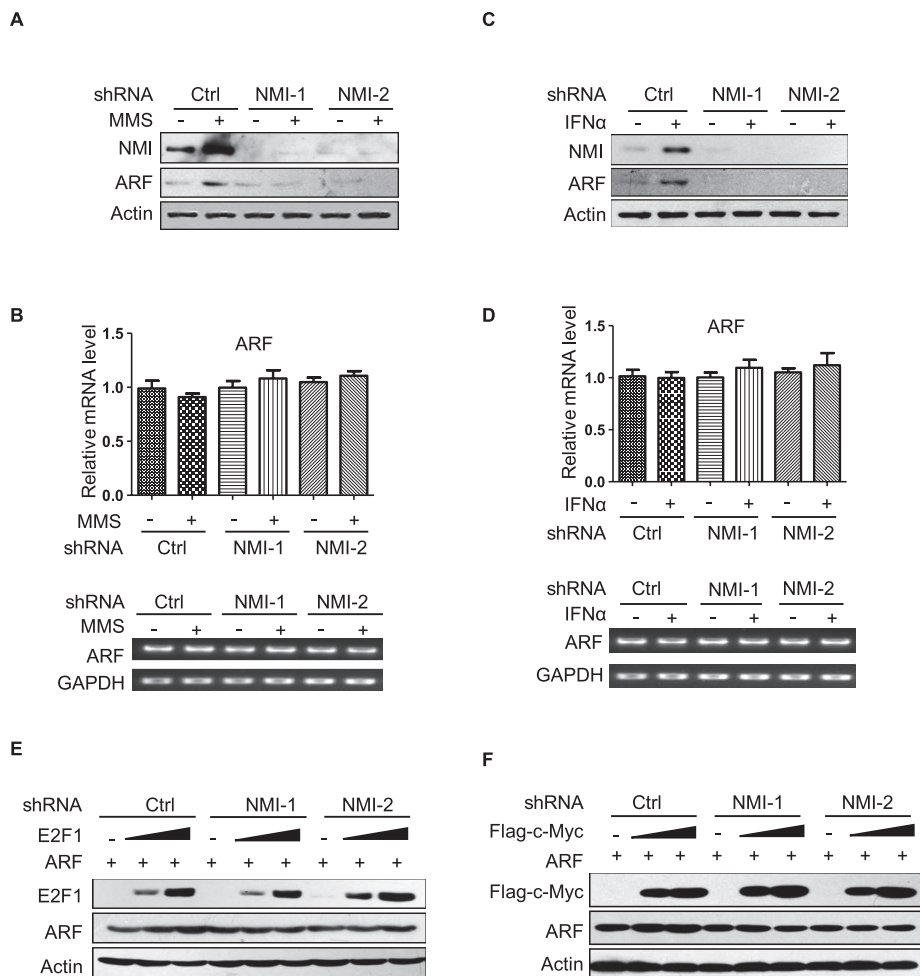 A
shRNA Ctrl NMI-1 NMI-2
MMS - + - + - +
NMI
ARF
Actin
C
shRNA Ctrl NMI-1 NMI-2
IFNα - + - + - +
NMI
ARF
Actin
B
ARF
Relative mRNA level
1.5
1.0
0.5
0.0
MMS - + - + - +
shRNA Ctrl NMI-1 NMI-2
shRNA Ctrl NMI-1 NMI-2
MMS - + - + - +
ARF
GAPDH
D
ARF
Relative mRNA level
1.5
1.0
0.5
0.0
IFNα - + - + - +
shRNA Ctrl NMI-1 NMI-2
shRNA Ctrl NMI-1 NMI-2
IFNα - + - + - +
ARF
GAPDH
E
shRNA Ctrl NMI-1 NMI-2
E2F1 - - -
ARF + + + + + + + + +
E2F1
ARF
Actin
F
shRNA Ctrl NMI-1 NMI-2
Flag-c-Myc - - -
ARF + + + + + + + + +
Flag-c-Myc
ARF
Actin